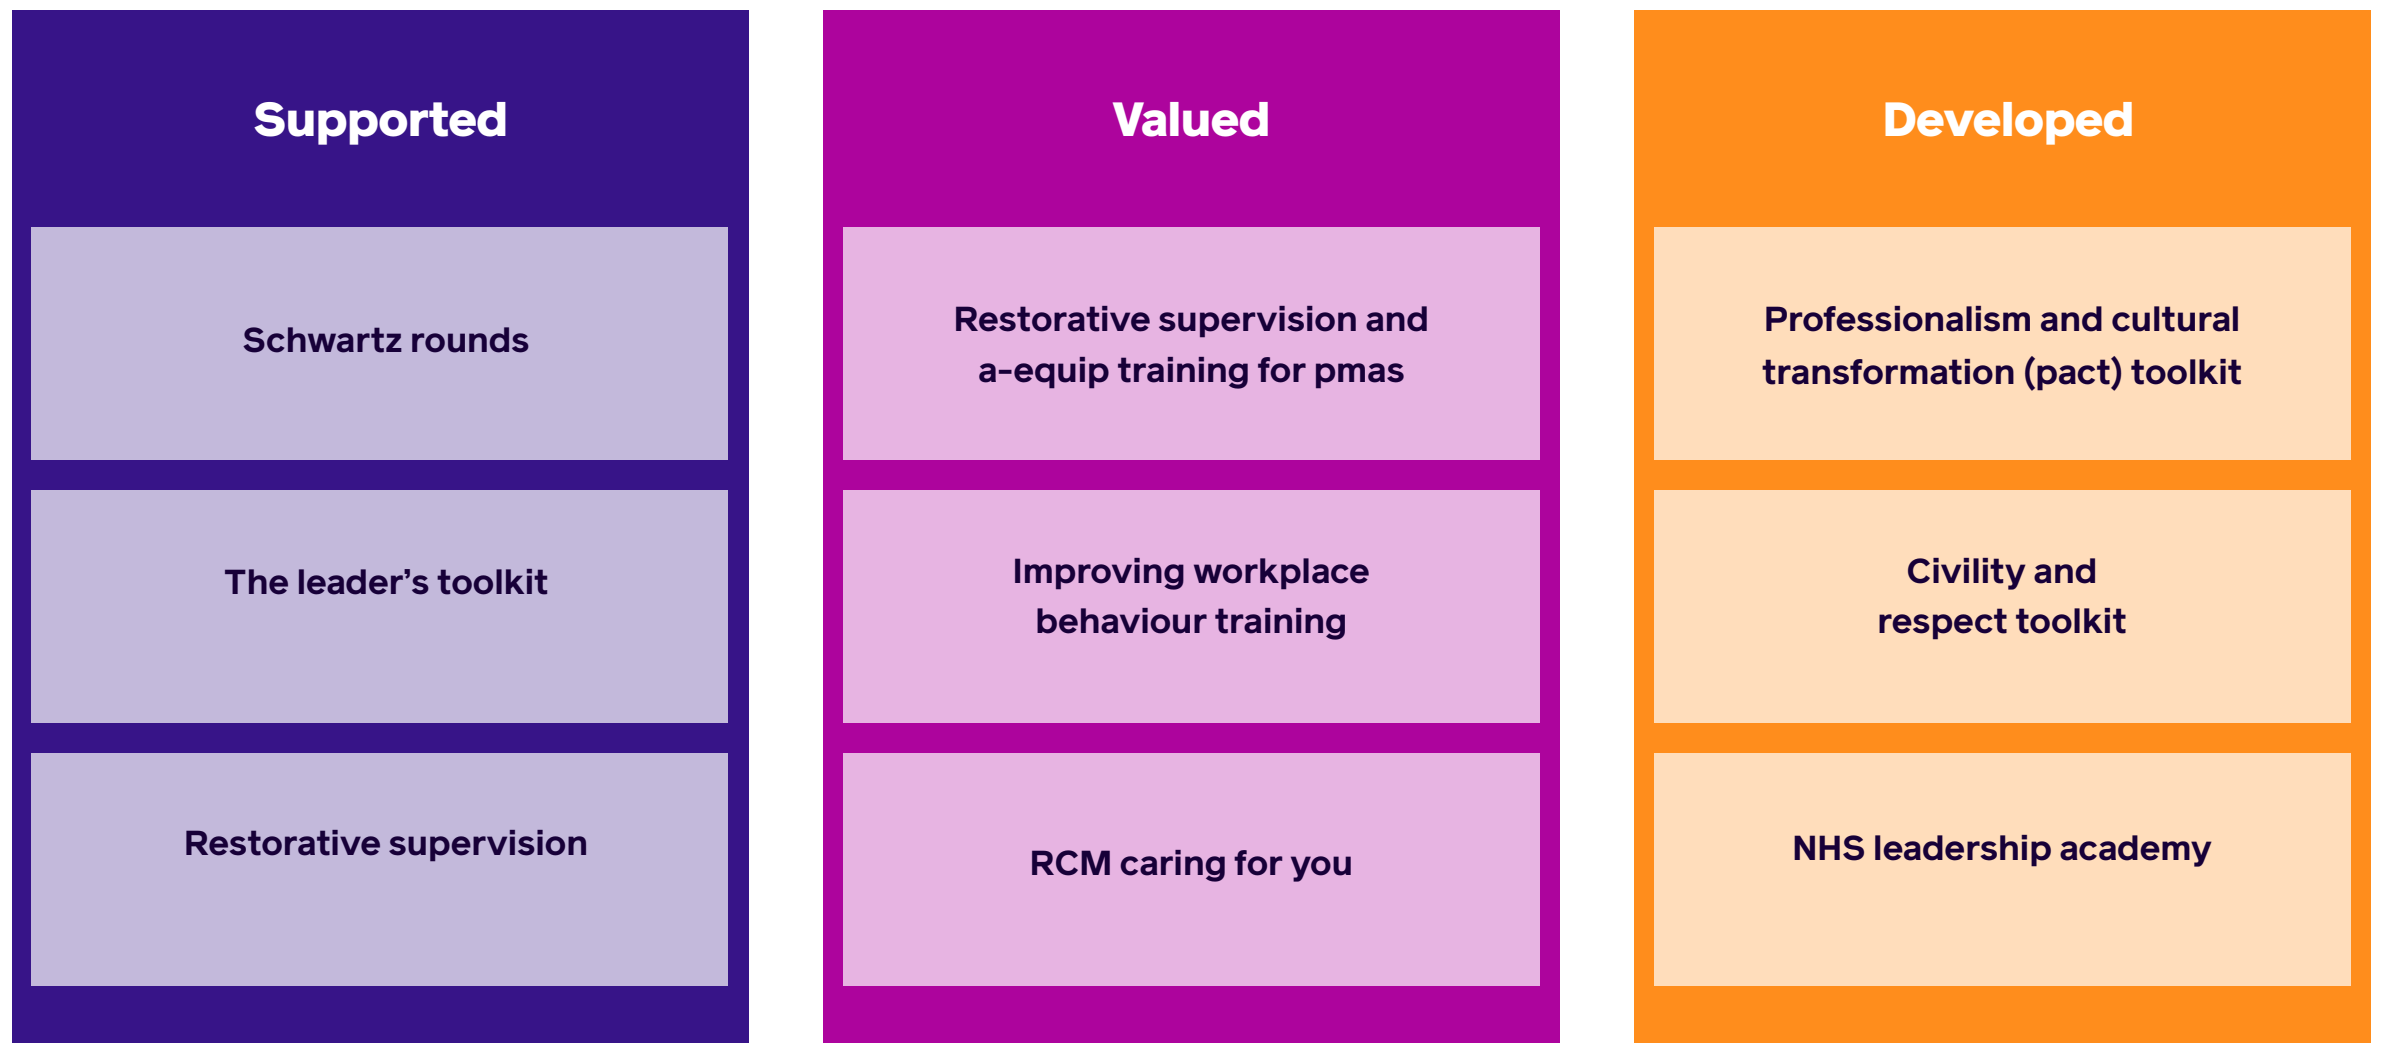 Supported
Schwartz rounds
The leader’s toolkit
Restorative supervision
Valued
Restorative supervision and
a-equip training for pmas
Improving workplace
behaviour training
RCM caring for you
Developed
Professionalism and cultural
transformation (pact) toolkit
Civility and
respect toolkit
NHS leadership academy